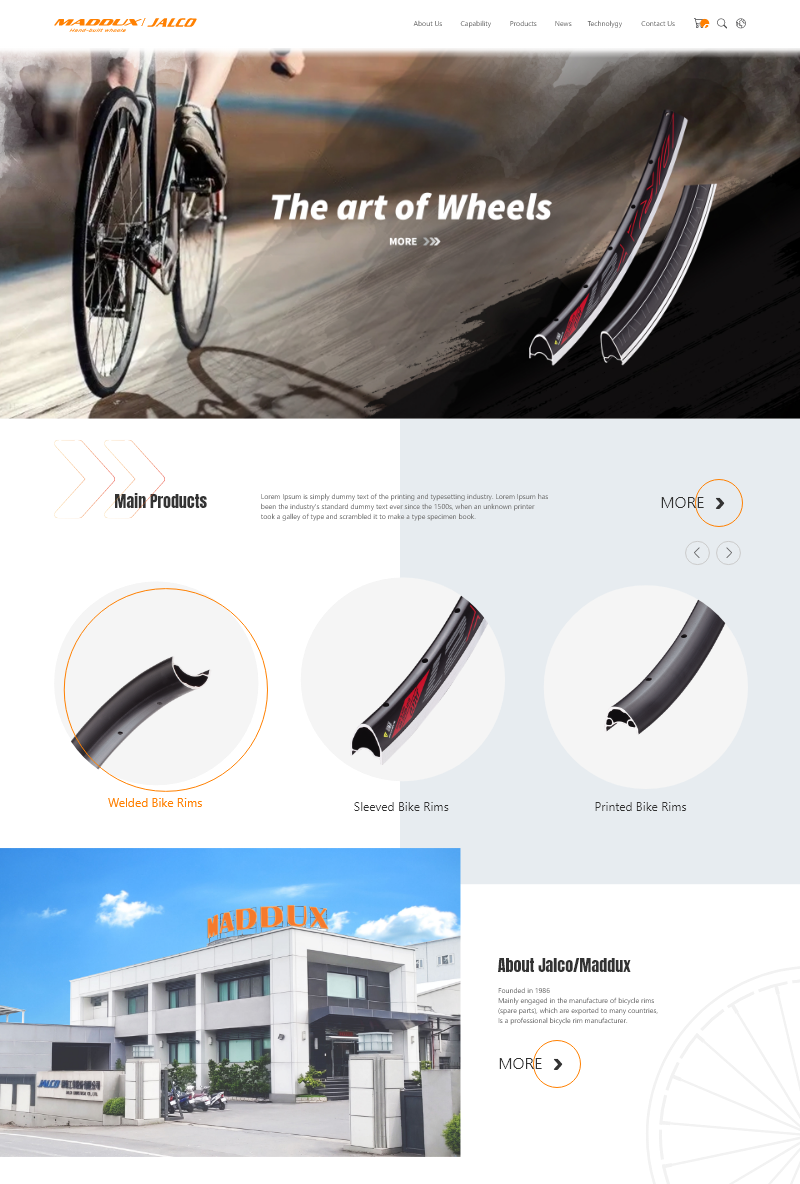 MADDUX | JALCO
Hand-built wheels
About Us Capability Products News Technolygy Contact Us
The art of Wheels
MORE
Main Products
Lorem Ipsum is simply dummy text of the printing and typesetting industry. Lorem Ipsum has
been the industry's standard dummy text ever since the 1500s, when an unknown printer
took a galley of type and scrambled it to make a type specimen book.
MORE
Welded Bike Rims
Sleeved Bike Rims
Printed Bike Rims
MADDUX
JALCO
About Jalco/Maddux
Founded in 1986
Mainly engaged in the manufacture of bicycle rims
(spare parts), which are exported to many countries,
is a professional bicycle rim manufacturer.
MORE